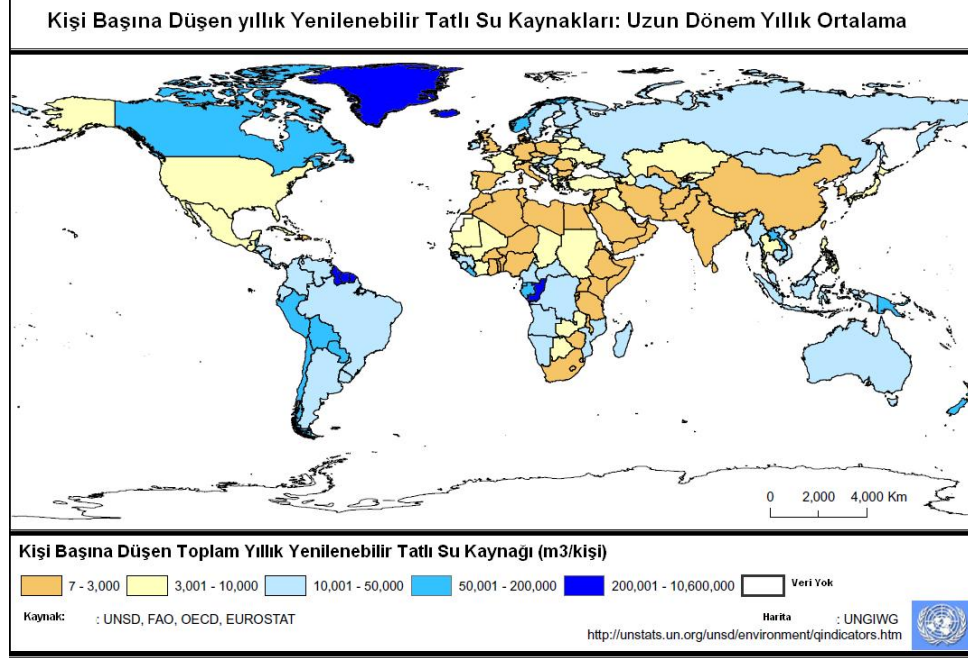 Kişi Başına Düşen yıllık Yenilenebilir Tatlı Su Kaynakları: Uzun Dönem Yıllık Ortalama
0 2,000 4,000 Km
Kişi Başına Düşen Toplam Yıllık Yenilenebilir Tatlı Su Kaynağı (m3/kişi)
7 - 3,000 3,001 - 10,000 10,001 - 50,000 50,001 - 200,000 200,001 - 10,600,000 Veri Yok
Kaynak: : UNSD, FAO, OECD, EUROSTAT Harita : UNGIWG
http://unstats.un.org/unsd/environment/qindicators.htm